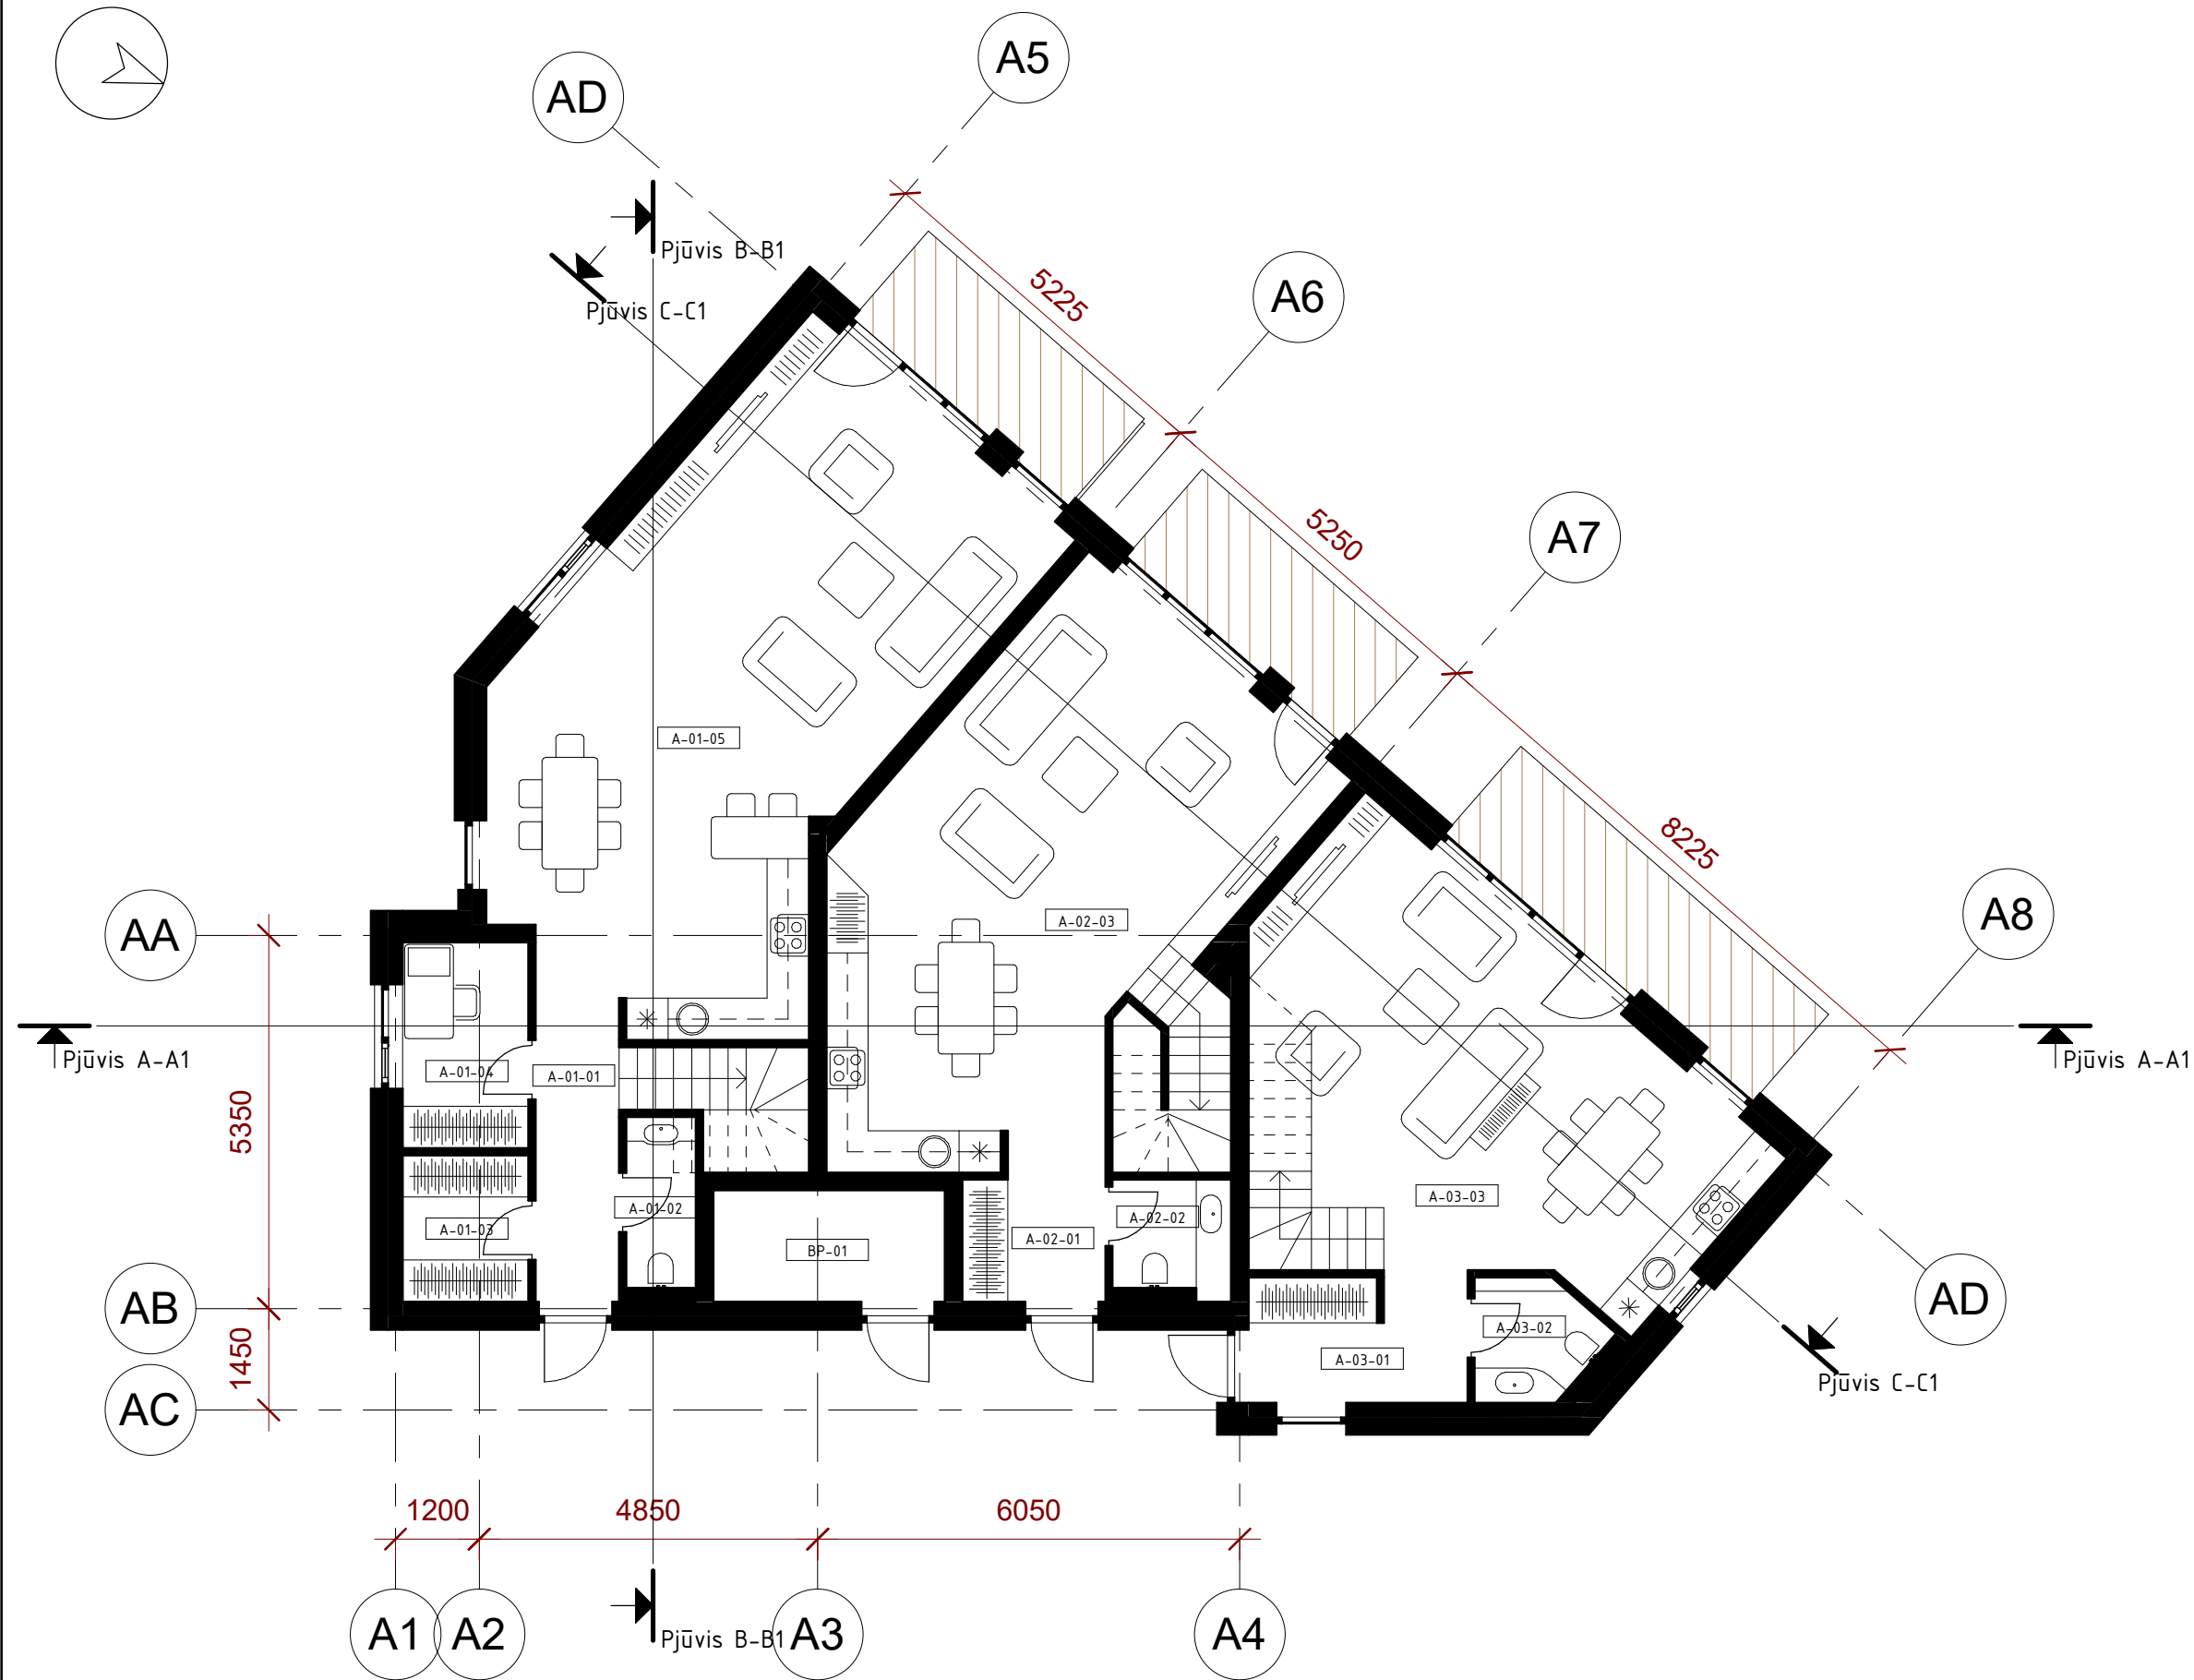 A5
AD
Pjūvis B-B1
5225
A6
Pjūvis C-C1
5250
A7
A-01-05
8225
AA
A-02-03
A8
Pjūvis A-A1
Pjūvis A-A1
A-01-04
A-01-01
5350
A-03-03
A-01-02
A-02-02
A-01-03
A-02-01
BP-01
AB
AD
1450
A-03-02
A-03-01
Pjūvis C-C1
AC
1200
4850
6050
A1
A2
Pjūvis B-B1
A3
A4